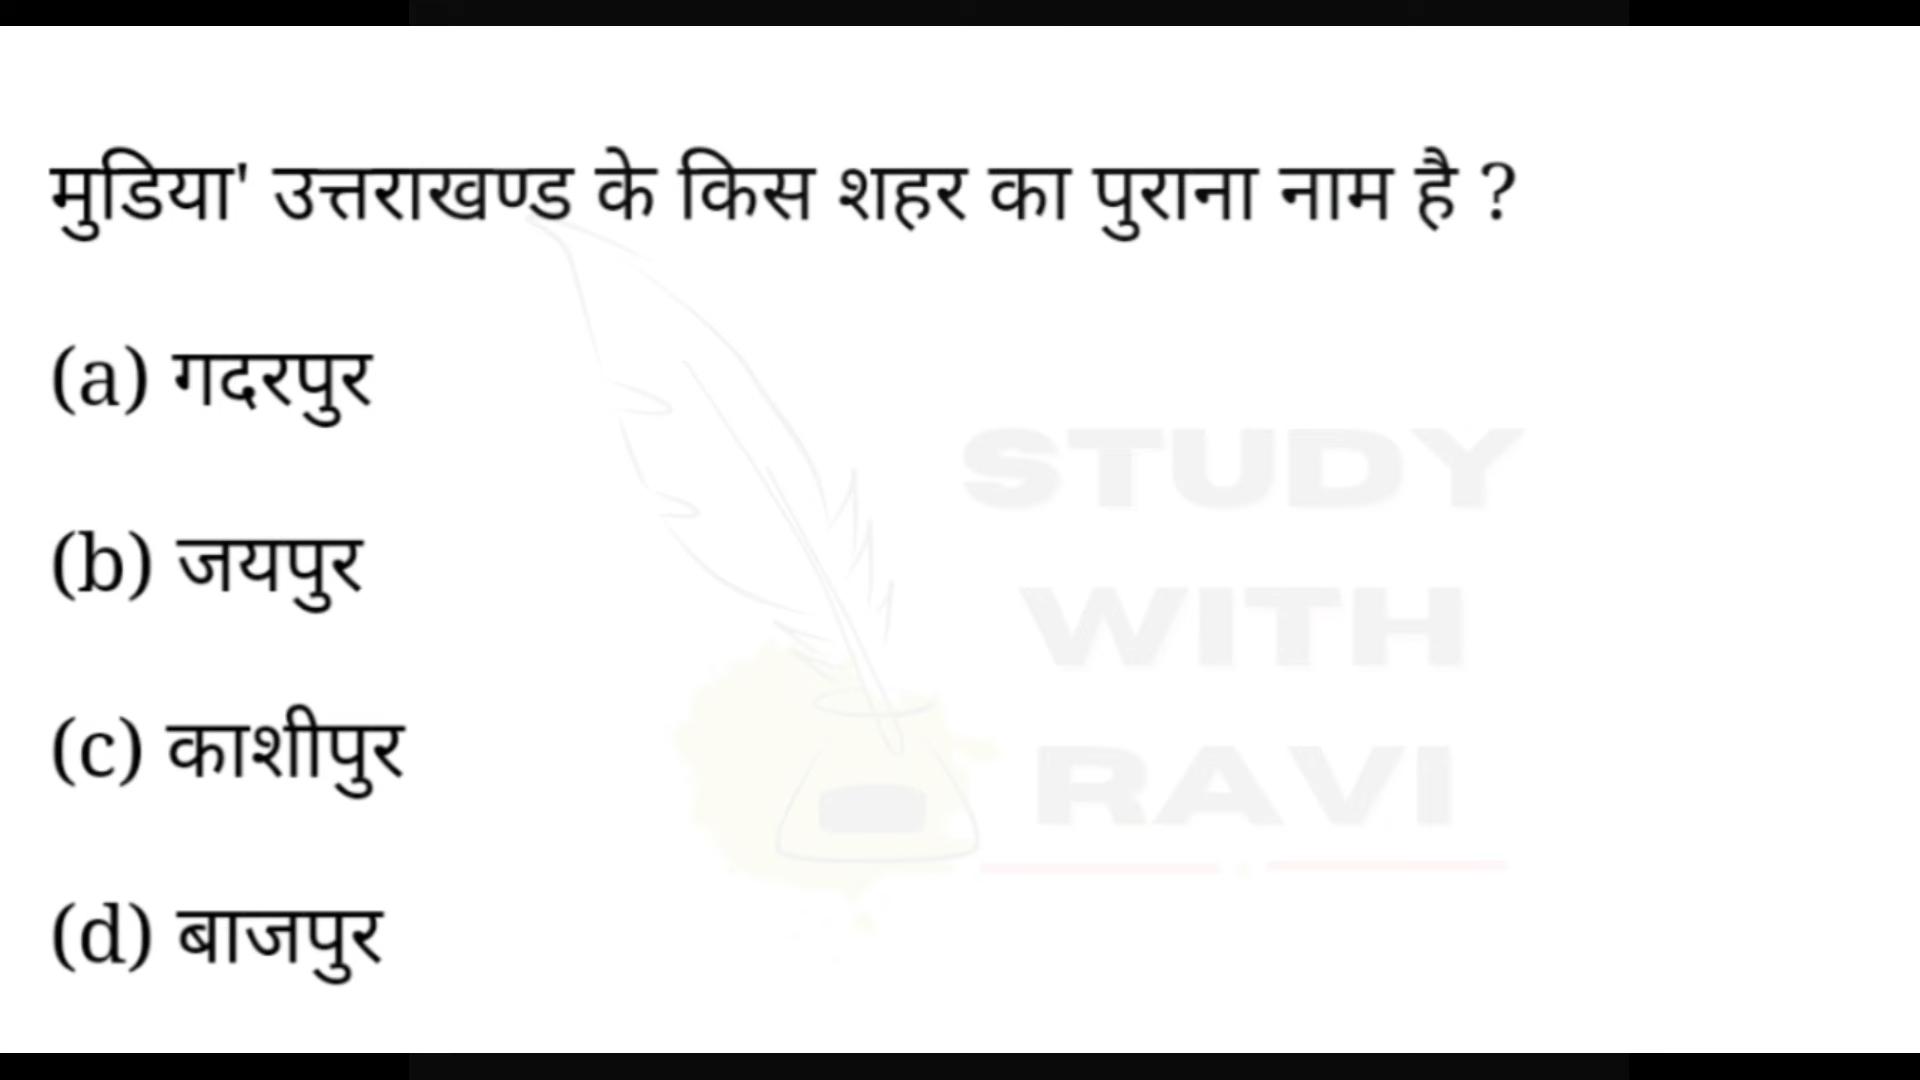 मुडिया' उत्तराखण्ड के किस शहर का पुराना नाम है ?
(a) गदरपुर
(b) जयपुर
(c) काशीपुर
(d) बाजपुर
STUDY
WITH
RAVI